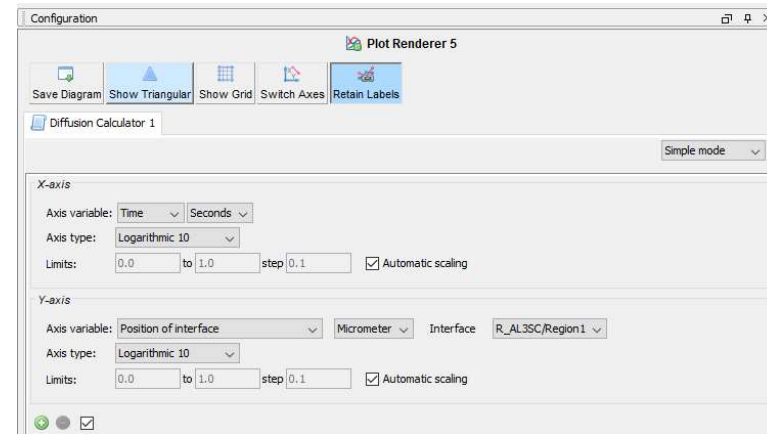 Configuration
Plot Renderer 5
Save Diagram Show Triangular Show Grid Switch Axes Retain Labels
Diffusion Calculator 1
Simple mode
X-axis
Axis variable: Time Seconds
Axis type: Logarithmic 10
Limits: 0.0 to 1.0 step 0.1 Automatic scaling
Y-axis
Axis variable: Position of interface Micrometer Interface R_AL3SC/Region1
Axis type: Logarithmic 10
Limits: 0.0 to 1.0 step 0.1 Automatic scaling